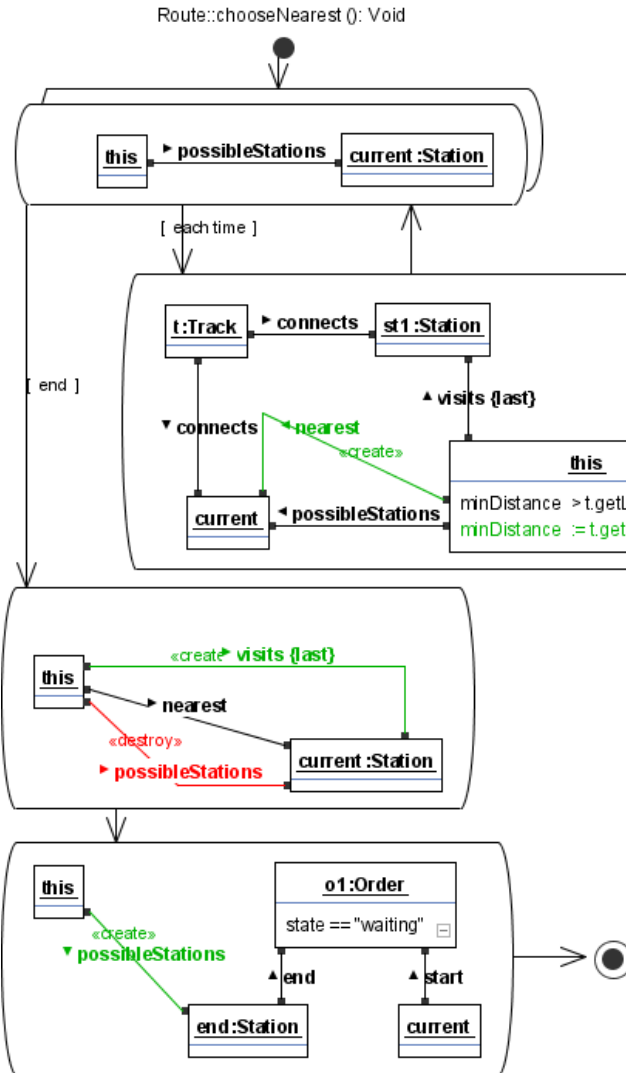 Route::chooseNearest (): Void
this
possibleStations
current :Station
[ each time ]
t:Track
connects
st1:Station
[ end ]
visits {last}
connects
nearest
«create»
this
current
possibleStations
minDistance > t.getL
minDistance := t.get
«create» visits {last}
this
nearest
«destroy»
current :Station
possibleStations
this
o1:Order
state == "waiting"
«create»
possibleStations
end
start
end:Station
current